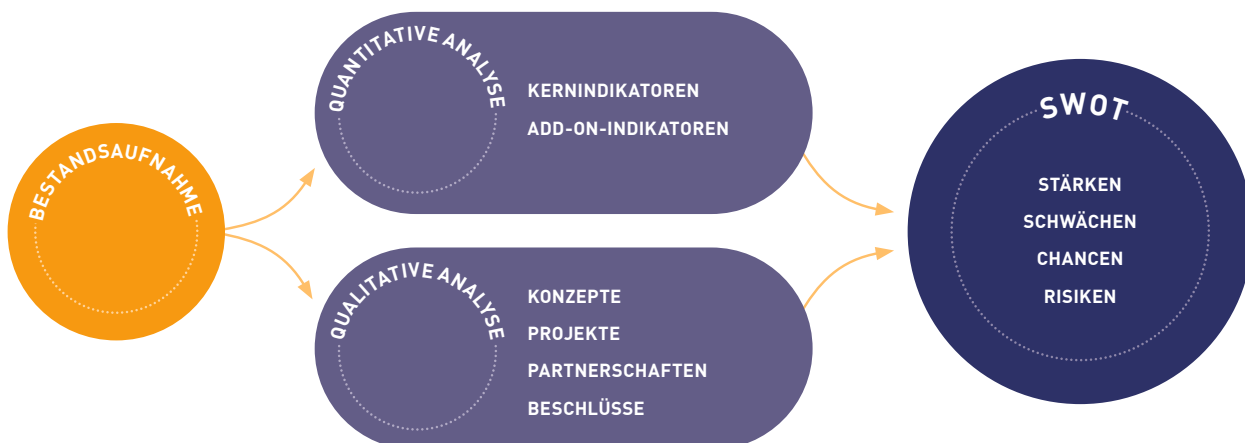 BESTANDSAUFNAHME
QUANTITATIVE ANALYSE
KERNINDIKATOREN
ADD-ON-INDIKATOREN
QUALITATIVE ANALYSE
KONZEPTE
PROJEKTE
PARTNERSCHAFTEN
BESCHLÜSSE
SWOT
STÄRKEN
SCHWÄCHEN
CHANCEN
RISIKEN